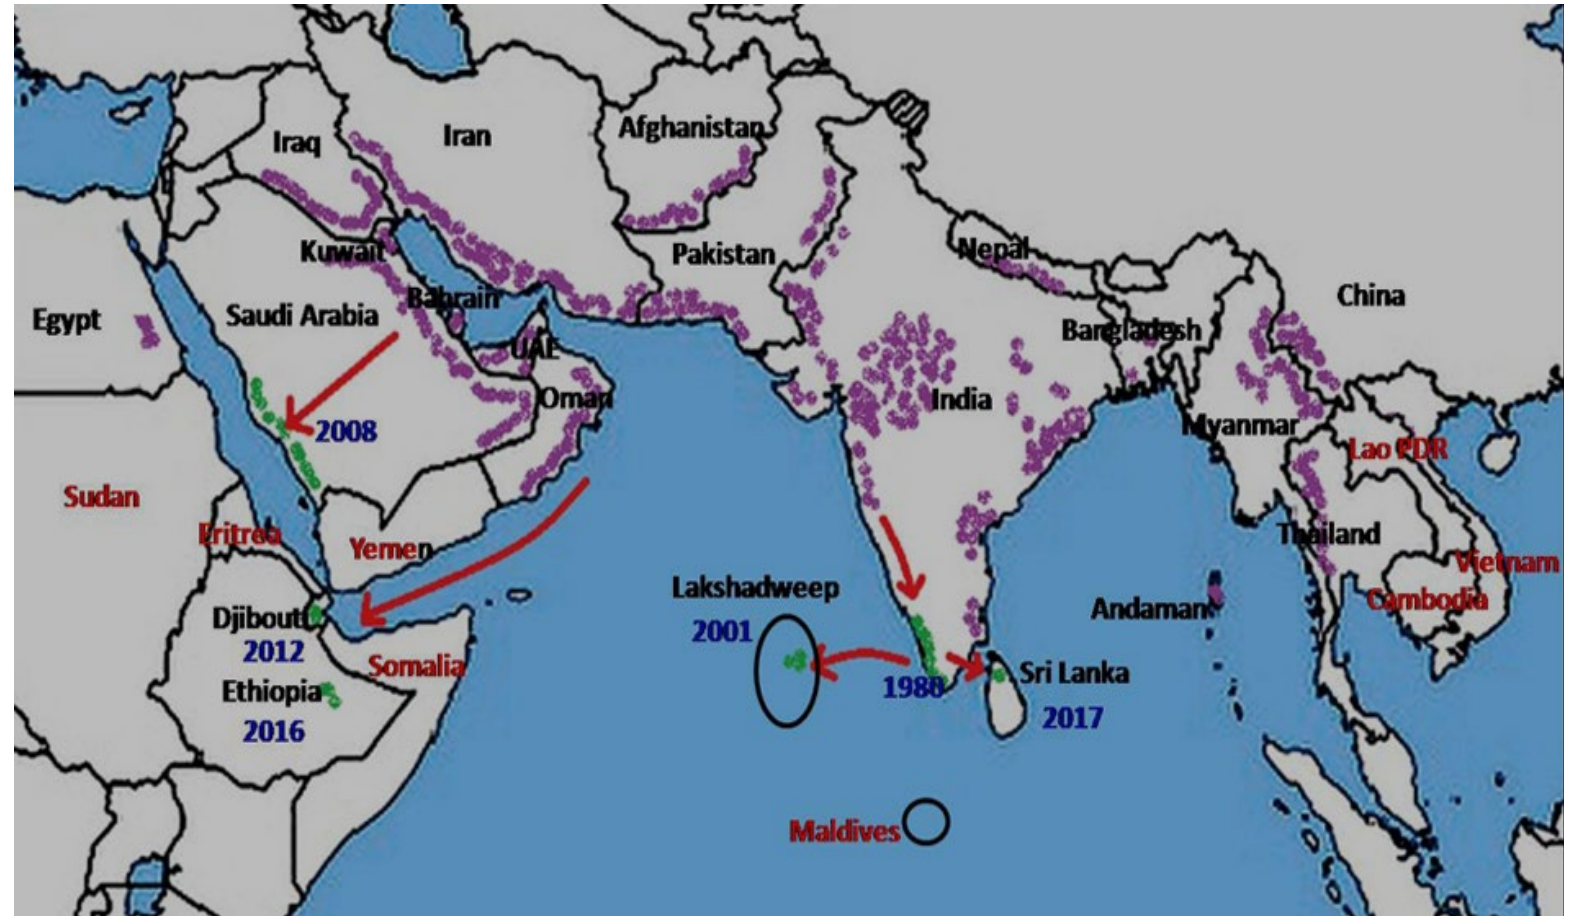 Afghanistan
Iran
Iraq
Nepal
Kuwait
Pakistan
China
Bahrain
Saudi Arabia
Egypt
Bangladesh
UAE
India
Oman
Myanmar
2008
Lao PDR
Sudan
Eritrea
Thailand
Yemen
Vietnam
Lakshadweep
Cambodia
Andaman
Djibouti
2001
2012
Somalia
Sri Lanka
1980
Ethiopia
2017
2016
Maldives